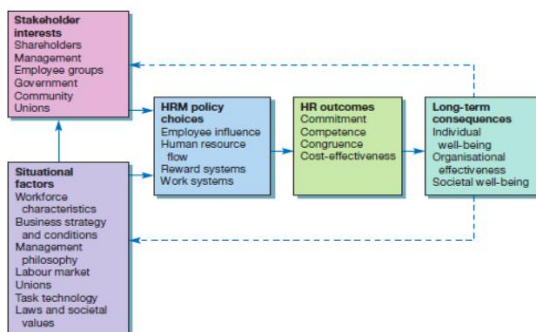 Stakeholder
interests
Shareholders
Management
Employee groups
Government
Community
Unions
Situational
factors
Workforce
characteristics
Business strategy
and conditions
Management
philosophy
Labour market
Unions
Task technology
Laws and societal
values
HRM policy
choices
Employee influence
Human resource
flow
Reward systems
Work systems
HR outcomes
Commitment
Competence
Congruence
Cost-effectiveness
Long-term
consequences
Individual
well-being
Organisational
effectiveness
Societal well-being